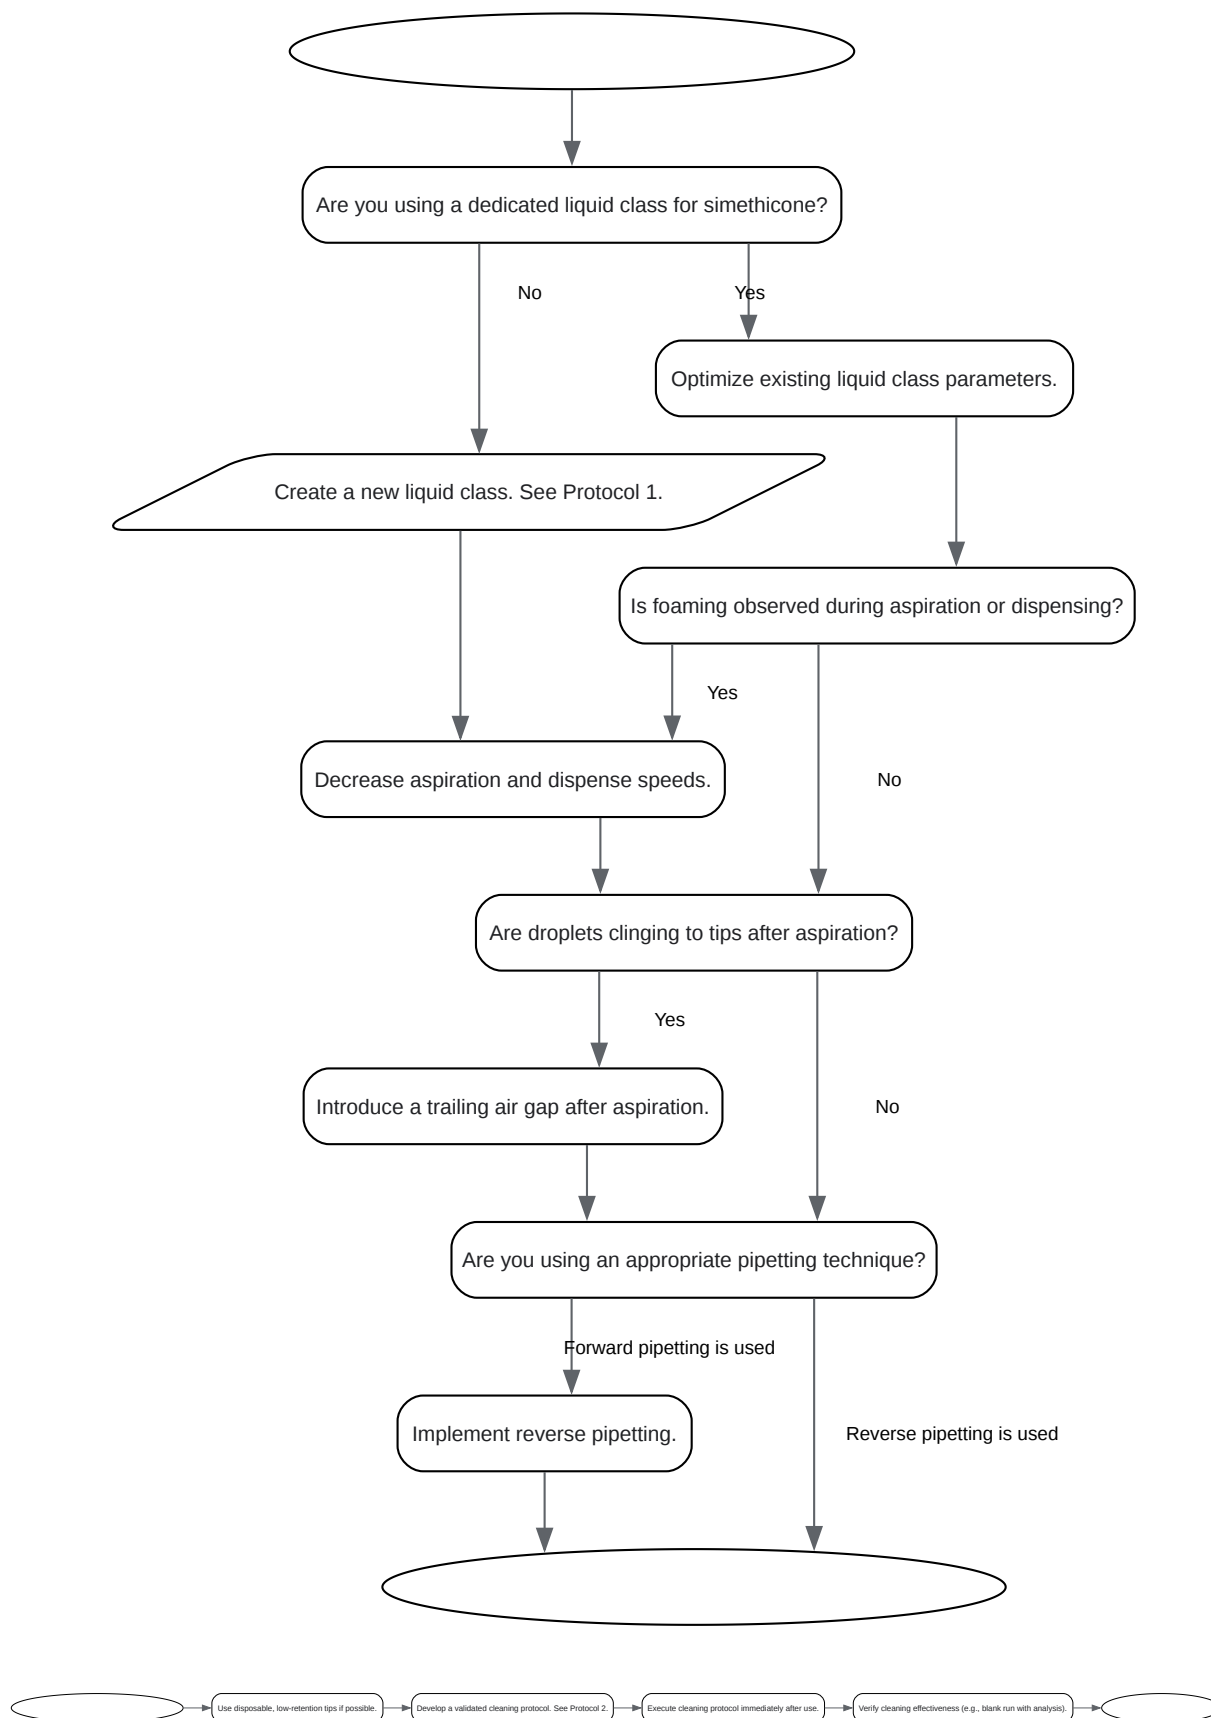 Are you using a dedicated liquid class for simethicone?
No
Yes
Optimize existing liquid class parameters.
Create a new liquid class. See Protocol 1.
Is foaming observed during aspiration or dispensing?
Yes
Decrease aspiration and dispense speeds.
No
Are droplets clinging to tips after aspiration?
Yes
Introduce a trailing air gap after aspiration.
No
Are you using an appropriate pipetting technique?
Forward pipetting is used
Implement reverse pipetting.
Reverse pipetting is used
Use disposable, low-retention tips if possible.
Develop a validated cleaning protocol. See Protocol 2.
Execute cleaning protocol immediately after use.
Verify cleaning effectiveness (e.g., blank run with analysis).